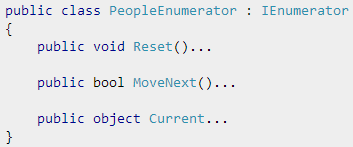 public class PeopleEnumerator : IEnumerator
{
public void Reset()...
public bool MoveNext()...
public object Current...
}